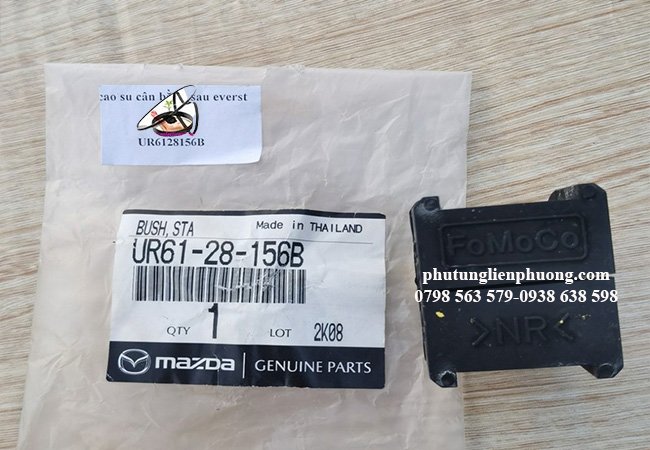 cao su cân
sau everst
UR6128156B
BUSH, STA
Made in THAILAND
UR61-28-156B
QTY 1 LOT 2K08
mazda GENUINE PARTS
FoMoCo
phutunglienphuong.com
0798 563 579-0938 638 598
>NR<